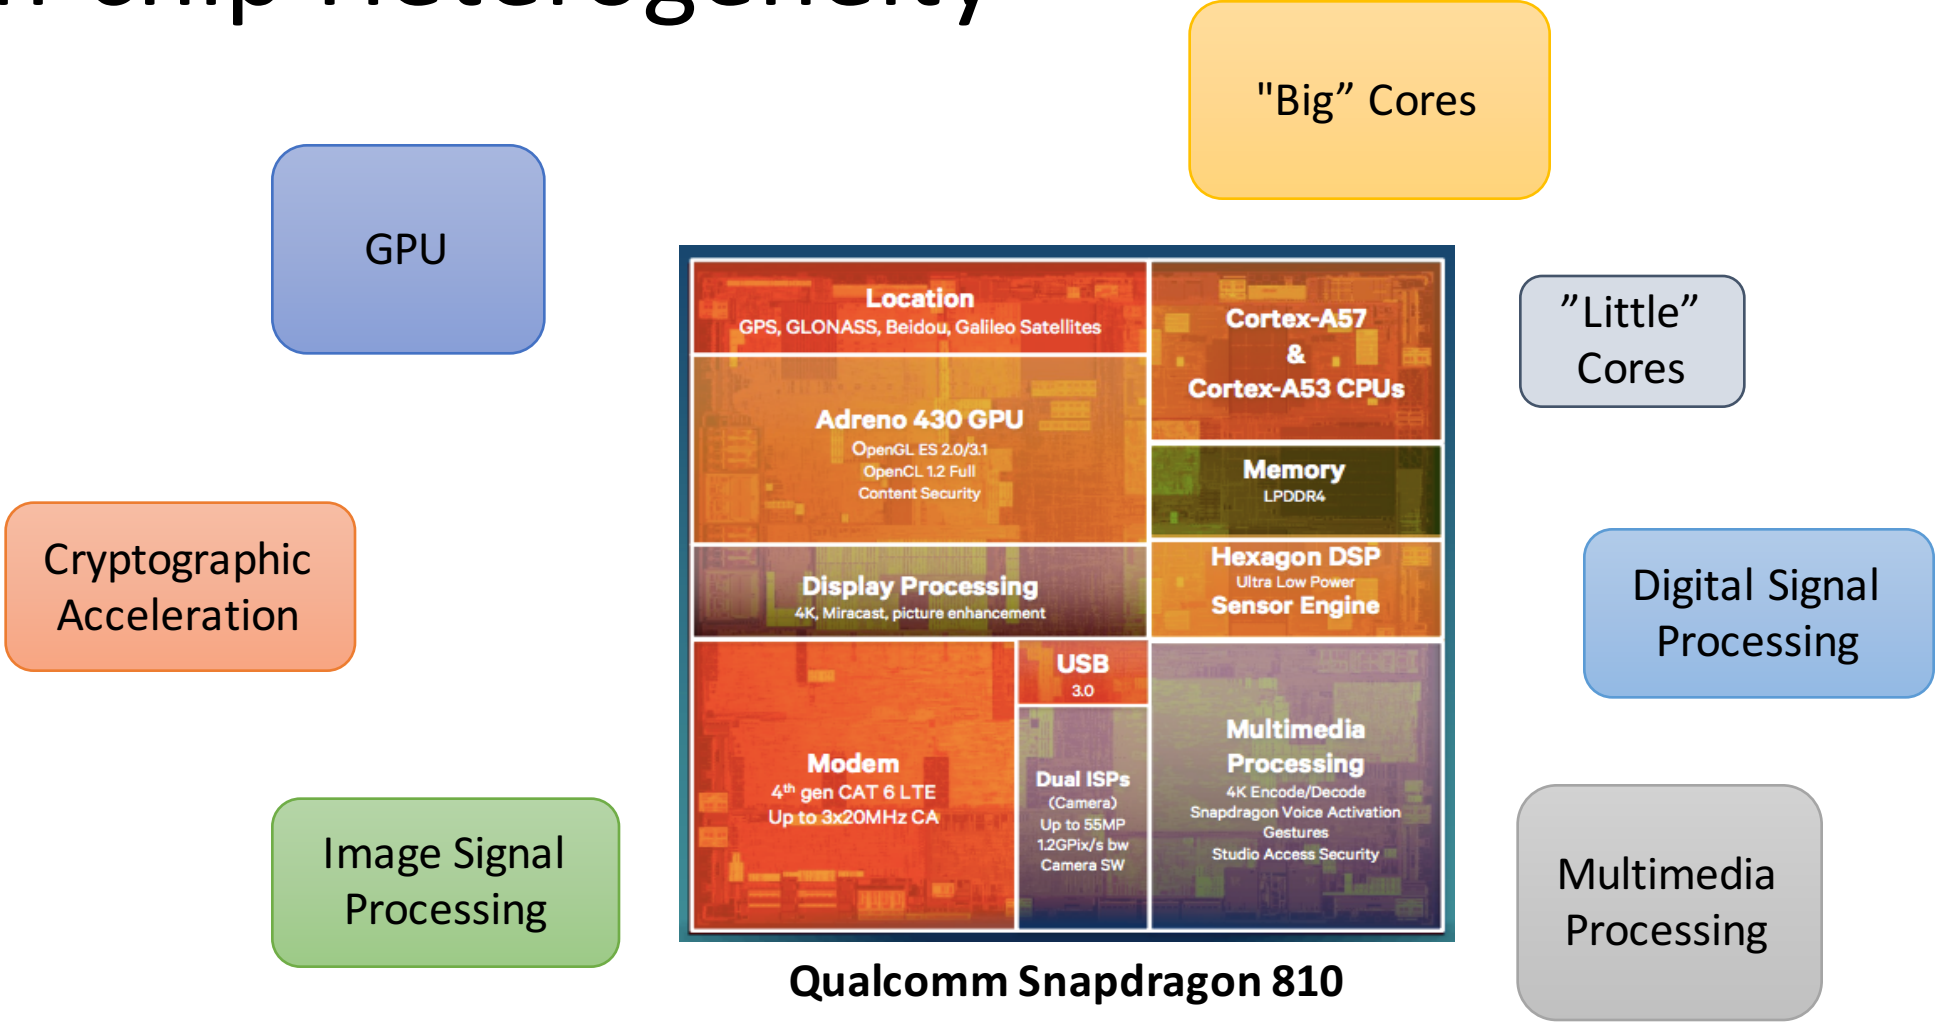 chip Heterogeneity
"Big” Cores
GPU
”Little”
Cores
Cryptographic
Acceleration
Digital Signal
Processing
Image Signal
Processing
Multimedia
Processing
Location
GPS, GLONASS, Beidou, Galileo Satellites
Cortex-A57
&
Cortex-A53 CPUs
Adreno 430 GPU
OpenGL ES 2.0/3.1
OpenCL 1.2 Full
Content Security
Memory
LPDDR4
Display Processing
4K, Miracast, picture enhancement
Hexagon DSP
Ultra Low Power
Sensor Engine
Modem
4th gen CAT 6 LTE
Up to 3x20MHz CA
USB
3.0
Dual ISPs
(Camera)
Up to 55MP
1.2GPix/s bw
Camera SW
Multimedia
Processing
4K Encode/Decode
Snapdragon Voice Activation
Gestures
Studio Access Security
Qualcomm Snapdragon 810